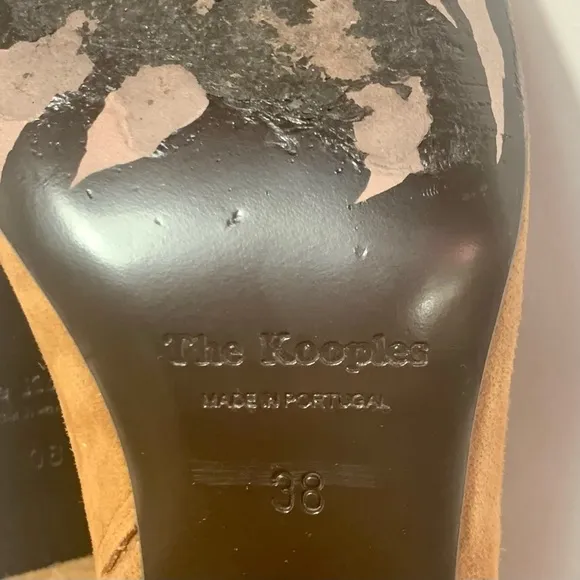 The Kooples
MADE IN PORTUGAL
38